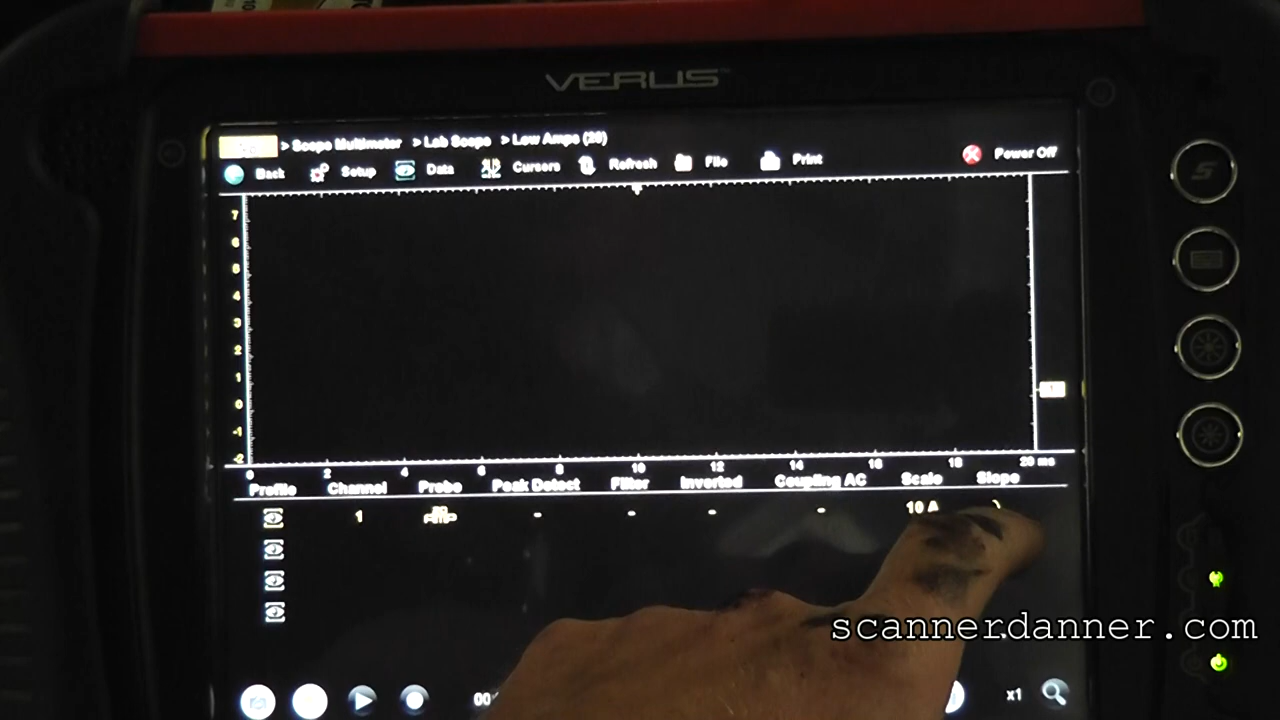 VERUS
> Scope Multimeter > Lab Scope > Low Amps (20)
Back Setup Data Cursors Refresh File Print Power Off
7
6
5
4
3
2
1
0
-1
-2
0 2 4 6 8 10 12 14 16 18 20 ms
Profile Channel Probe Peak Detect Filter Inverted Coupling AC Scale Slope
1 - - - - 10 A
scannerdanner.com
00:
x1